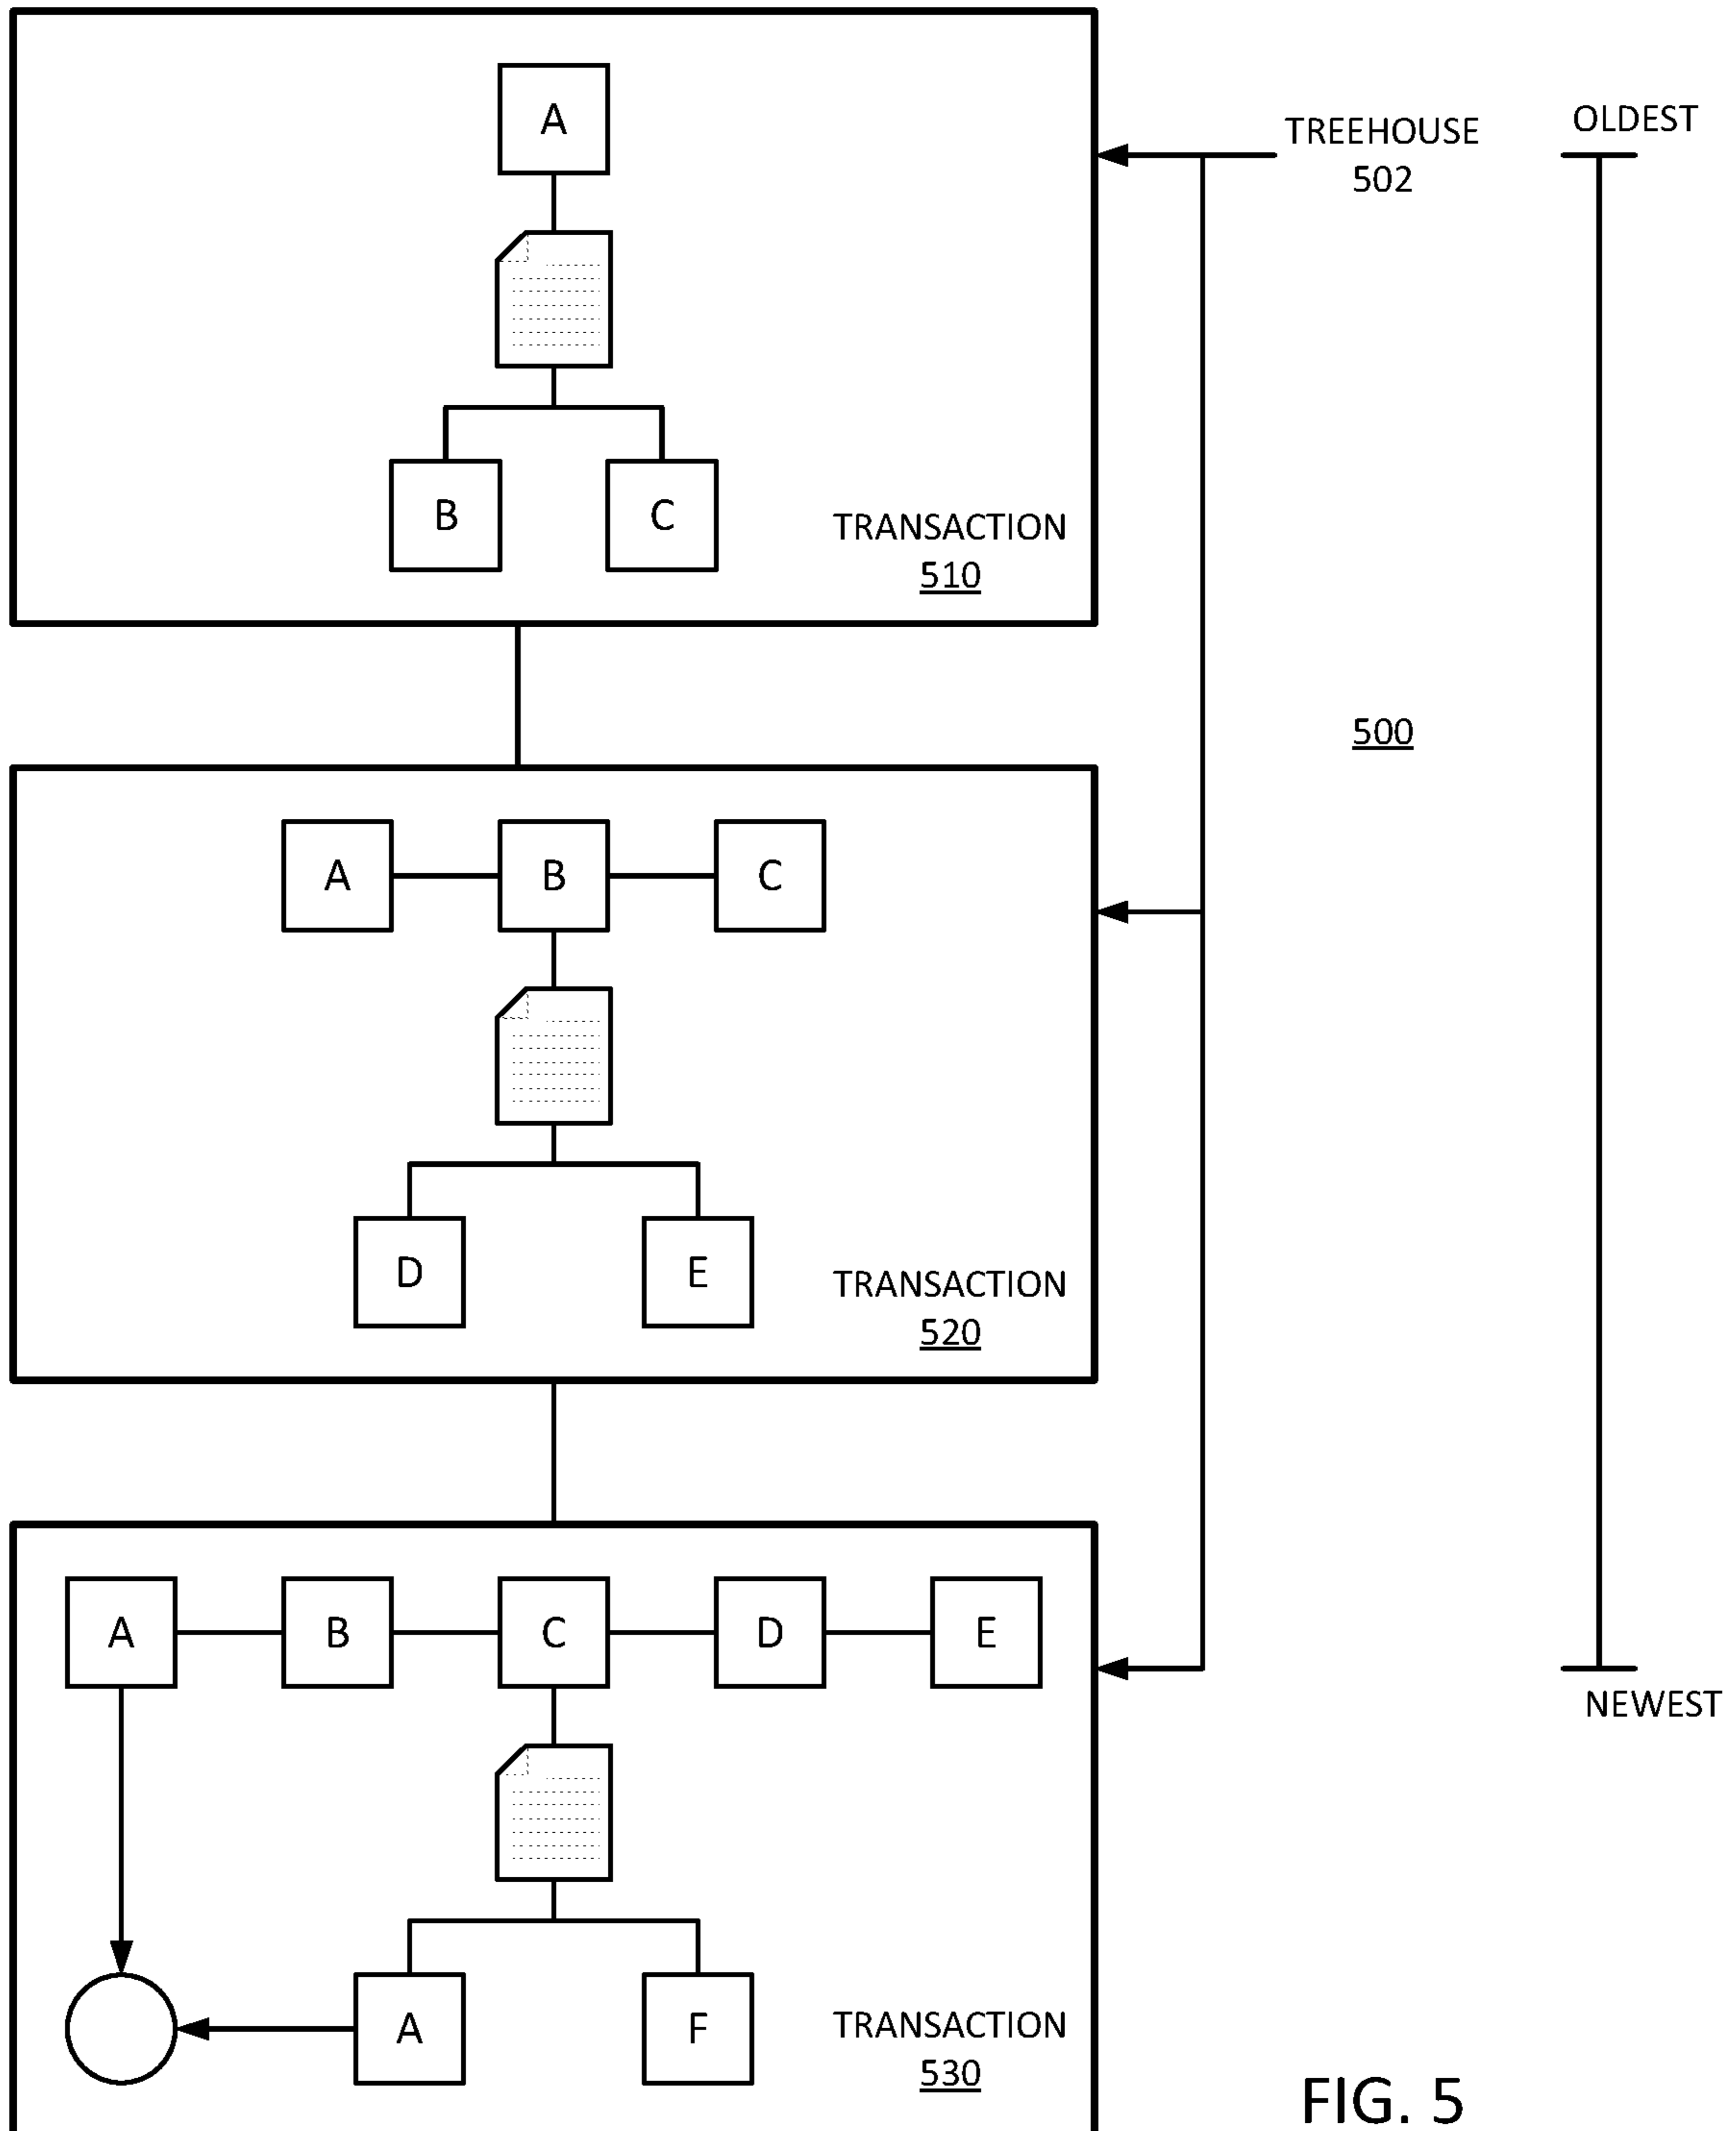 A
TREEHOUSE
502
OLDEST
B
C
TRANSACTION
510
500
A
B
C
D
E
TRANSACTION
520
A
B
C
D
E
NEWEST
A
F
TRANSACTION
530
FIG. 5